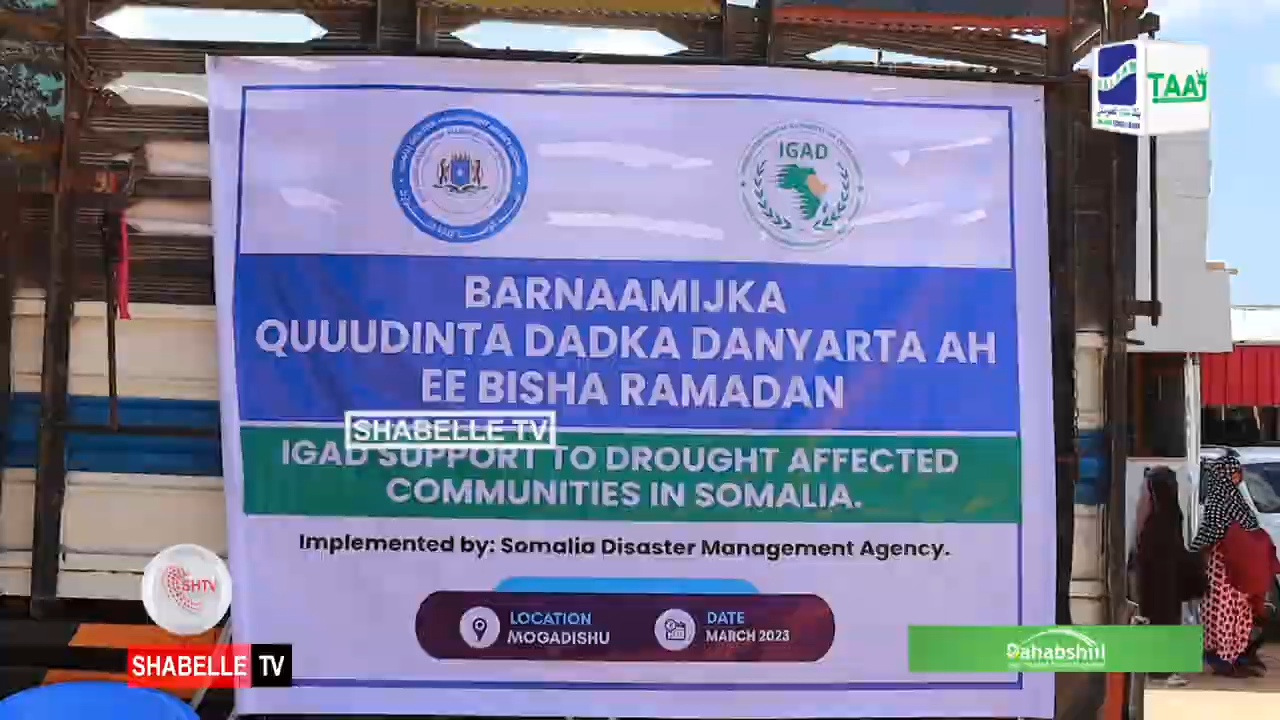 TAAJ
IGAD
BARNAAMIJKA
QUUUDINTA DADKA DANYARTA AH
EE BISHA RAMADAN
SHABELLE TV
IGAD SUPPORT TO DROUGHT AFFECTED
COMMUNITIES IN SOMALIA.
Implemented by: Somalia Disaster Management Agency.
LOCATION
MOGADISHU
DATE
MARCH 2023
SHTV
SHABELLE TV
Dahabshiil